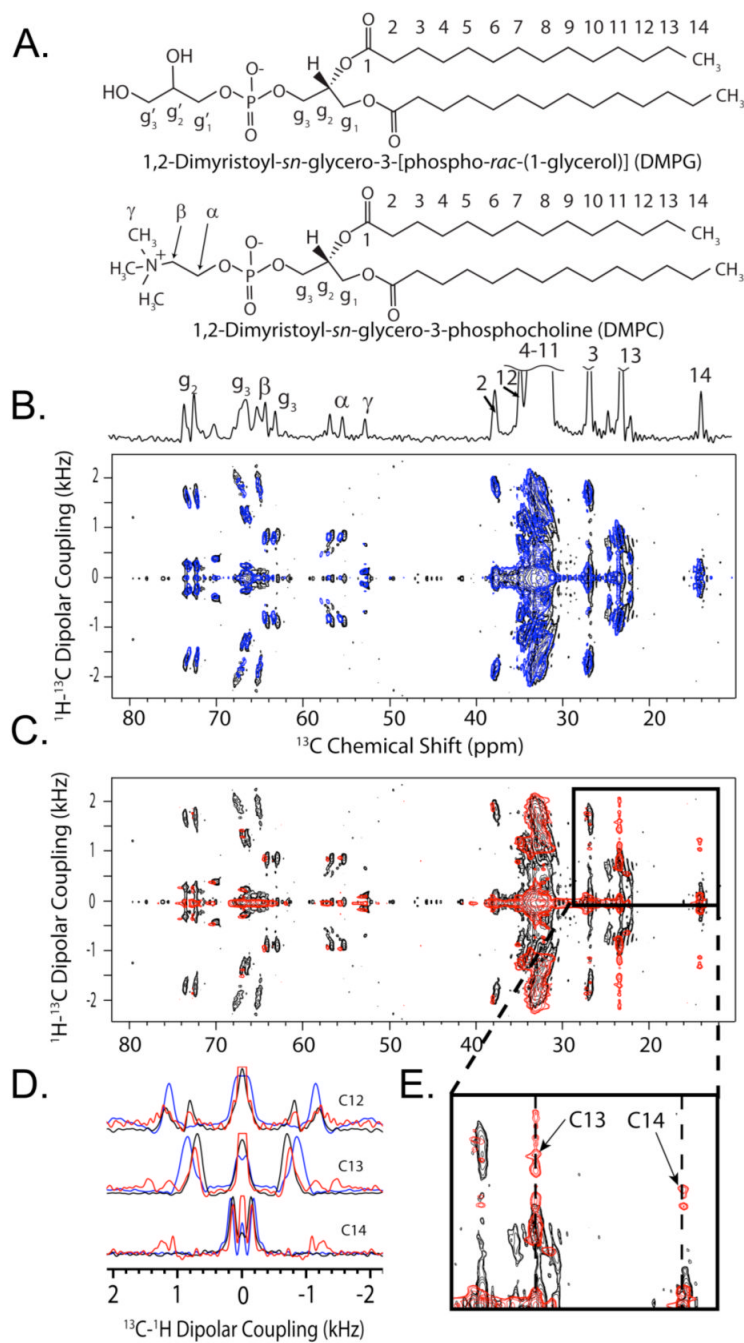 A.
O 2 3 4 5 6 7 8 9 10 11 12 13 14
OH O O⁻ H O 1 CH₃
HO O P O O CH₃
g′₃ g′₂ g′₁ O g₃ g₂ g₁ O
1,2-Dimyristoyl-sn-glycero-3-[phospho-rac-(1-glycerol)] (DMPG)
O 2 3 4 5 6 7 8 9 10 11 12 13 14
γ β α
CH₃ O O⁻ H O 1 CH₃
H₃C N⁺ O P O O CH₃
H₃C O g₃ g₂ g₁ O
1,2-Dimyristoyl-sn-glycero-3-phosphocholine (DMPC)
B.
g₂ g₃ β g₃ α γ 2 12 4-11 3 13 14
¹H-¹³C Dipolar Coupling (kHz)
2
1
0
-1
-2
80 70 60 50 40 30 20
¹³C Chemical Shift (ppm)
C.
¹H-¹³C Dipolar Coupling (kHz)
2
1
0
-1
-2
80 70 60 50 40 30 20
D.
C12
C13
C14
2 1 0 -1 -2
¹³C-¹H Dipolar Coupling (kHz)
E.
C13 C14